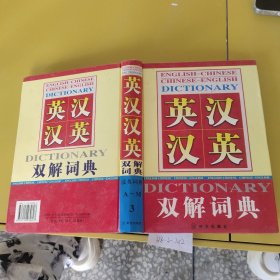 ENGLISH-CHINESE
CHINESE-ENGLISH
DICTIONARY
英汉
汉英
DICTIONARY
双解词典
英汉汉英
双解
词典
A-M
3
ENGLISH-CHINESE
CHINESE-ENGLISH
DICTIONARY
英汉
汉英
DICTIONARY
双解词典